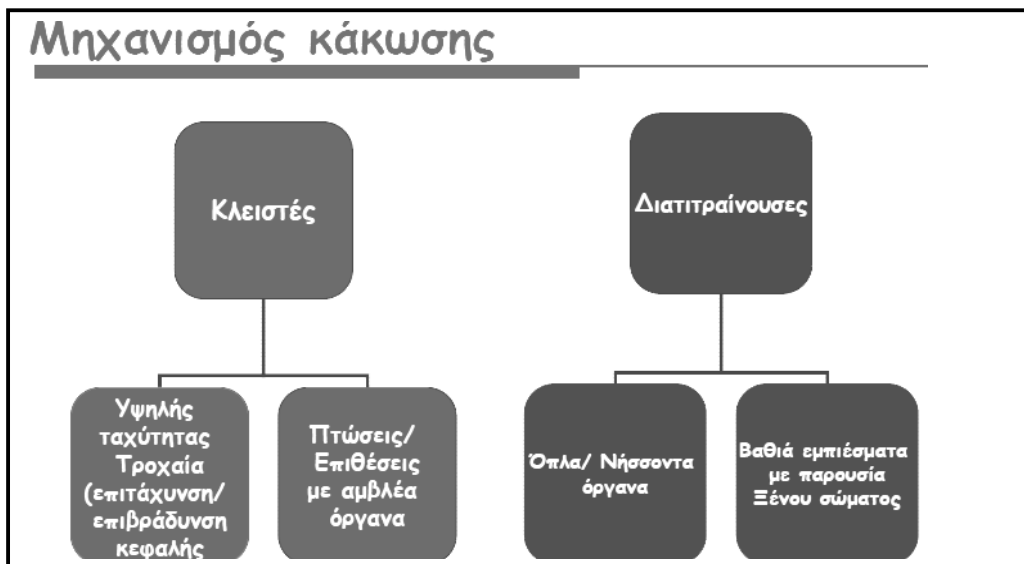 Μηχανισμός κάκωσης
Κλειστές
Διατιτραίνουσες
Υψηλής
ταχύτητας
Τροχαία
(επιτάχυνση/
επιβράδυνση
κεφαλής
Πτώσεις/
Επιθέσεις
με αμβλέα
όργανα
Όπλα/ Νήσσοντα
όργανα
Βαθιά εμπιέσματα
με παρουσία
Ξένου σώματος